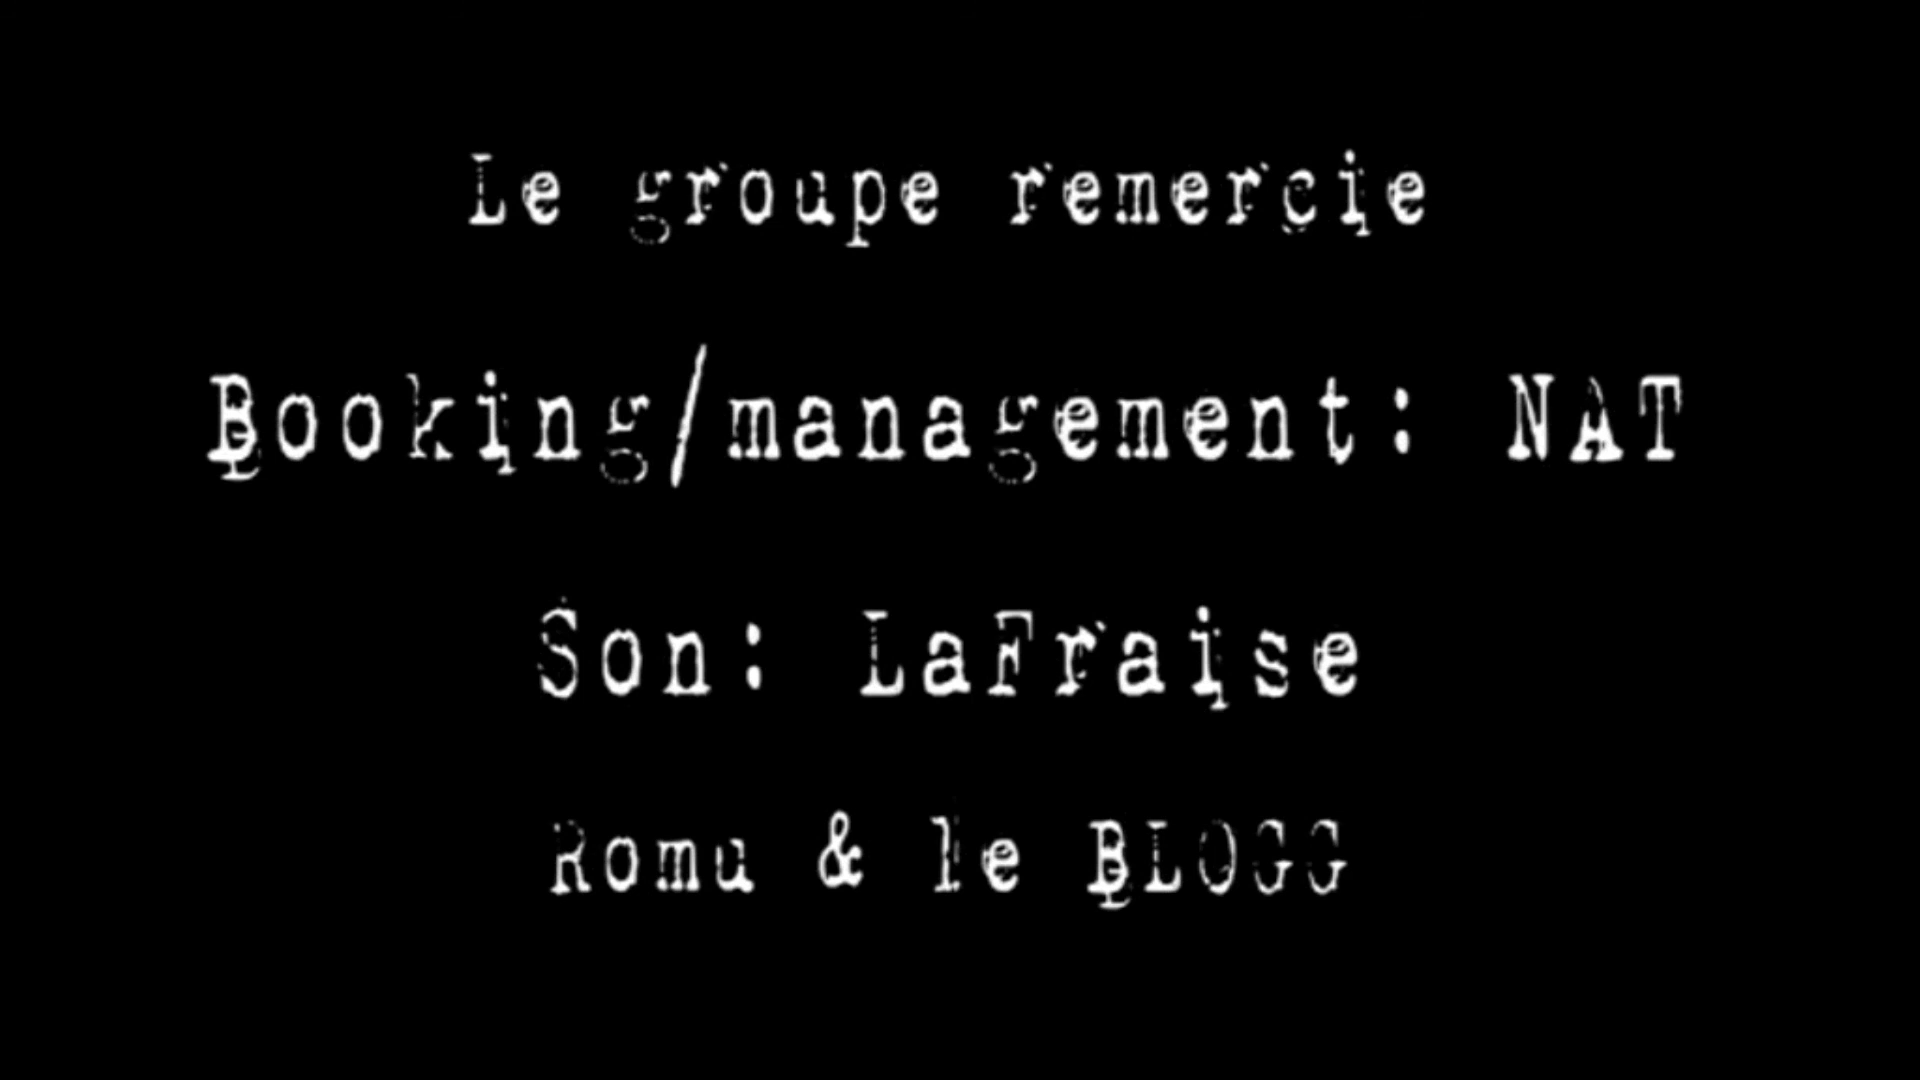 Le groupe remercie
Booking/management: NAT
Son: LaFraise
Romu & le BLOGG